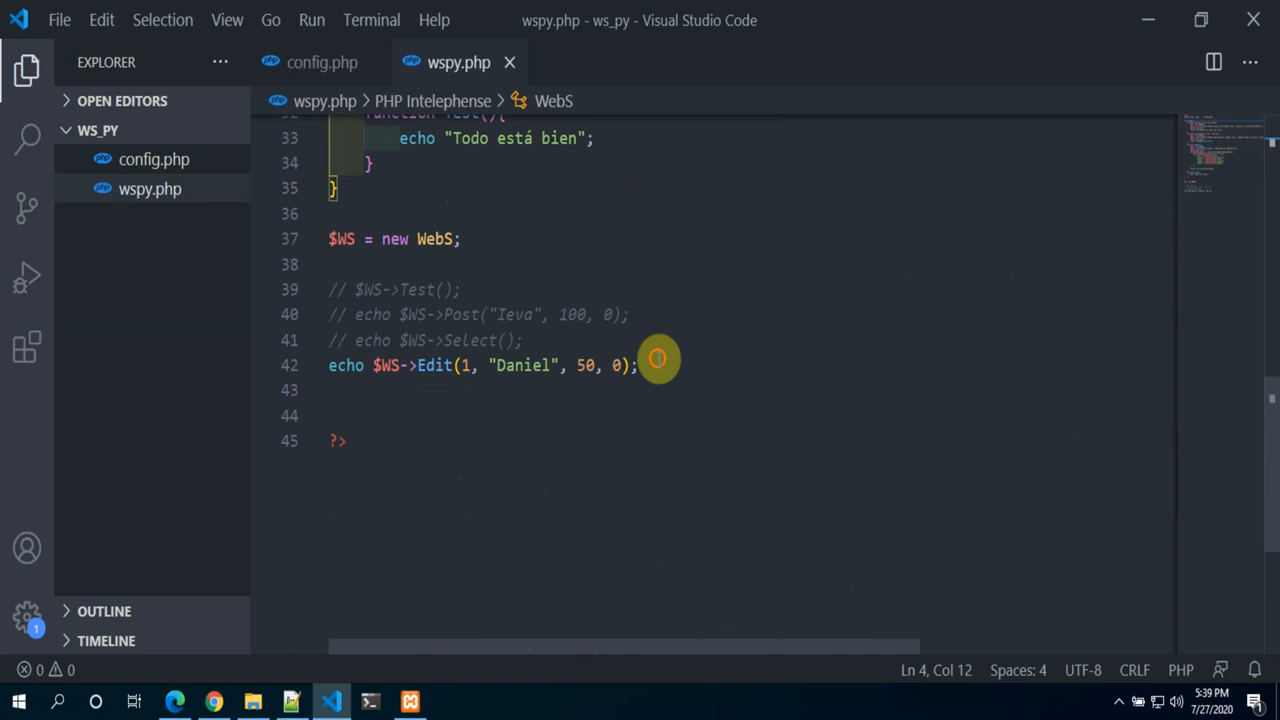 File Edit Selection View Go Run Terminal Help wspy.php - ws_py - Visual Studio Code
EXPLORER ··· config.php wspy.php
OPEN EDITORS
wspy.php > PHP Intelephense > WebS
WS_PY
config.php
wspy.php
32 function Test(){
33 echo "Todo está bien";
34 }
35 }
36
37 $WS = new WebS;
38
39 // $WS->Test();
40 // echo $WS->Post("Ieva", 100, 0);
41 // echo $WS->Select();
42 echo $WS->Edit(1, "Daniel", 50, 0);
43
44
45 ?>
OUTLINE
TIMELINE
1
0 0 Ln 4, Col 12 Spaces: 4 UTF-8 CRLF PHP
5:39 PM
7/27/2020
1